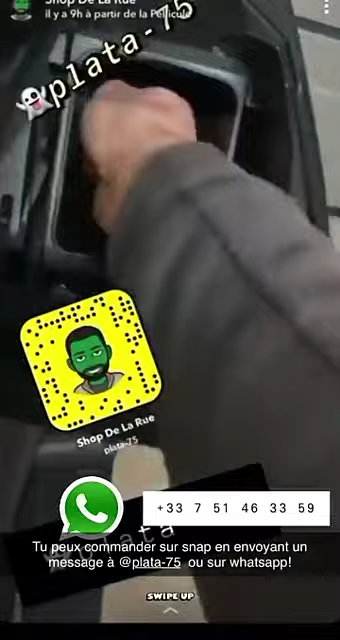 Shop De La Rue
il y a 9h à partir de la Pellicule
plata-75
Shop De La Rue
plata-75
+33 7 51 46 33 59
plata
Tu peux commander sur snap en envoyant un
message à @plata-75 ou sur whatsapp!
SWIPE UP